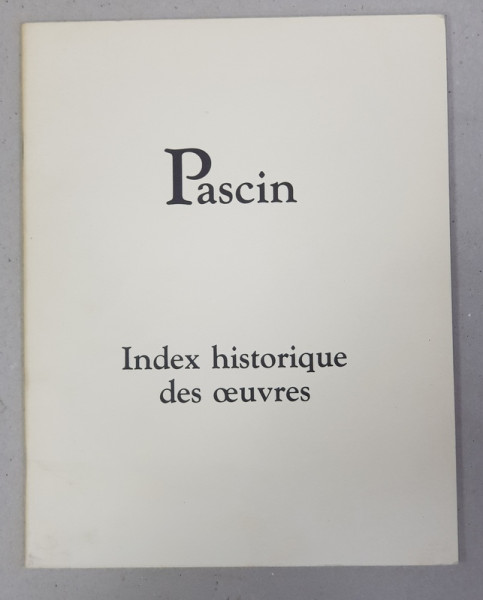 Pascin
Index historique
des œuvres